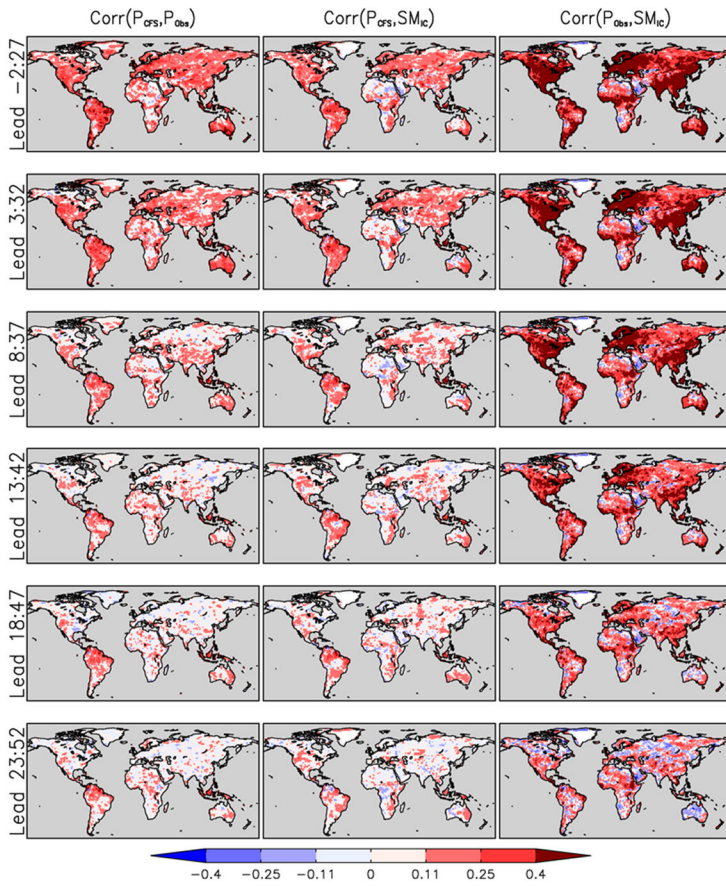 Corr(P_CFS,P_Obs) Corr(P_CFS,SM_IC) Corr(P_Obs,SM_IC)
Lead -2:27
Lead 3:32
Lead 8:37
Lead 13:42
Lead 18:47
Lead 23:52
-0.4 -0.25 -0.11 0 0.11 0.25 0.4